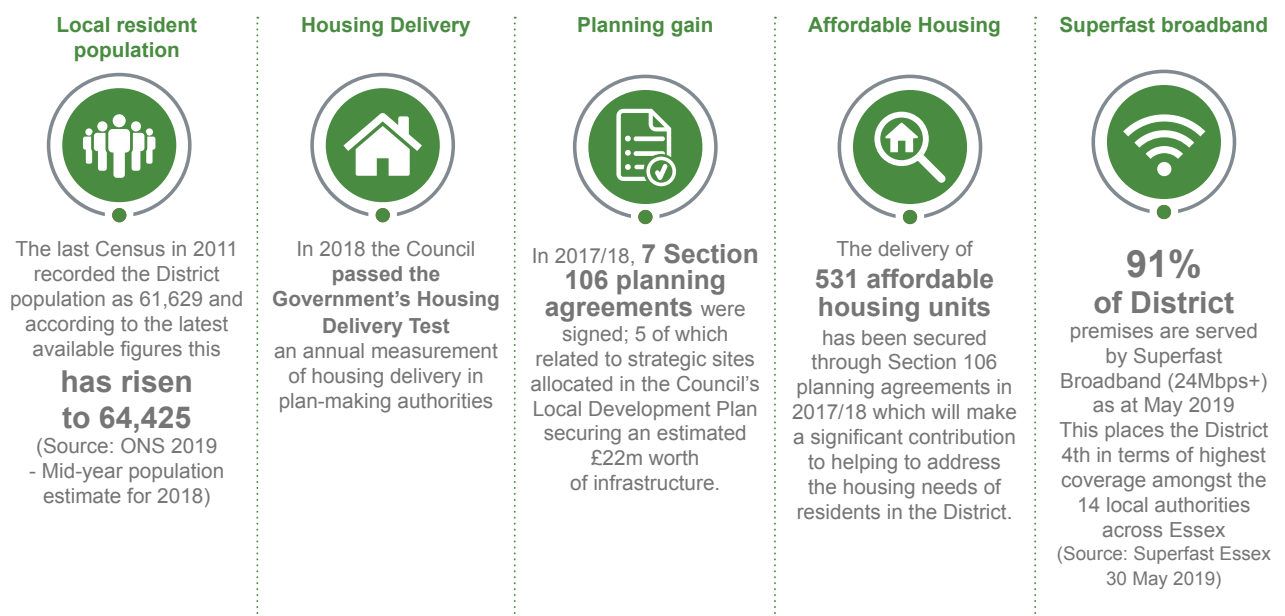 Local resident
population
The last Census in 2011
recorded the District
population as 61,629 and
according to the latest
available figures this
has risen
to 64,425
(Source: ONS 2019
- Mid-year population
estimate for 2018)
Housing Delivery
In 2018 the Council
passed the
Government’s Housing
Delivery Test
an annual measurement
of housing delivery in
plan-making authorities
Planning gain
In 2017/18, 7 Section
106 planning
agreements were
signed; 5 of which
related to strategic sites
allocated in the Council’s
Local Development Plan
securing an estimated
£22m worth
of infrastructure.
Affordable Housing
The delivery of
531 affordable
housing units
has been secured
through Section 106
planning agreements in
2017/18 which will make
a significant contribution
to helping to address
the housing needs of
residents in the District.
Superfast broadband
91%
of District
premises are served
by Superfast
Broadband (24Mbps+)
as at May 2019
This places the District
4th in terms of highest
coverage amongst the
14 local authorities
across Essex
(Source: Superfast Essex
30 May 2019)